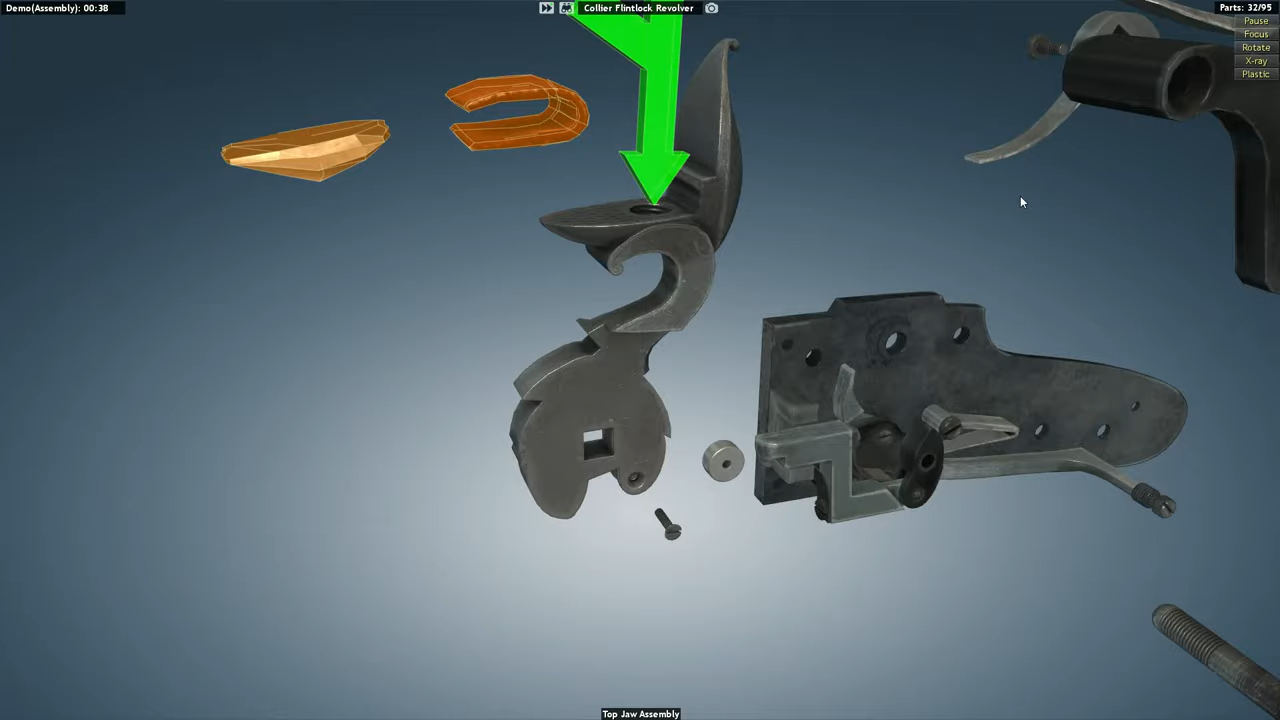 Demo(Assembly): 00:38
Collier Flintlock Revolver
Parts: 32/95
Pause
Focus
Rotate
X-ray
Plastic
Top Jaw Assembly